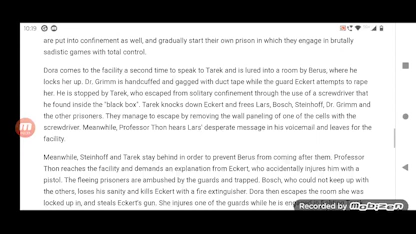 10:19
are put into confinement as well, and gradually start their own prison in which they engage in brutally
sadistic games with total control.
Dora comes to the facility a second time to speak to Tarek and is lured into a room by Berus, where he
locks her up. Dr. Grimm is handcuffed and gagged with duct tape while the guard Eckert attempts to rape
her. He is stopped by Tarek, who escaped from solitary confinement through the use of a screwdriver that
he found inside the "black box". Tarek knocks down Eckert and frees Lars, Bosch, Steinhoff, Dr. Grimm and
the other prisoners. They manage to escape by removing the wall paneling of one of the cells with the
screwdriver. Meanwhile, Professor Thon hears Lars' desperate message in his voicemail and leaves for the
facility.
Meanwhile, Steinhoff and Tarek stay behind in order to prevent Berus from coming after them. Professor
Thon reaches the facility and demands an explanation from Eckert, who accidentally injures him with a
pistol. The fleeing prisoners are ambushed by the guards and trapped. Bosch, who could not keep up with
the others, loses his sanity and kills Eckert with a fire extinguisher. Dora then escapes the room she was
locked up in, and steals Eckert's gun. She injures one of the guards while he is
Recorded by MOBIZEN